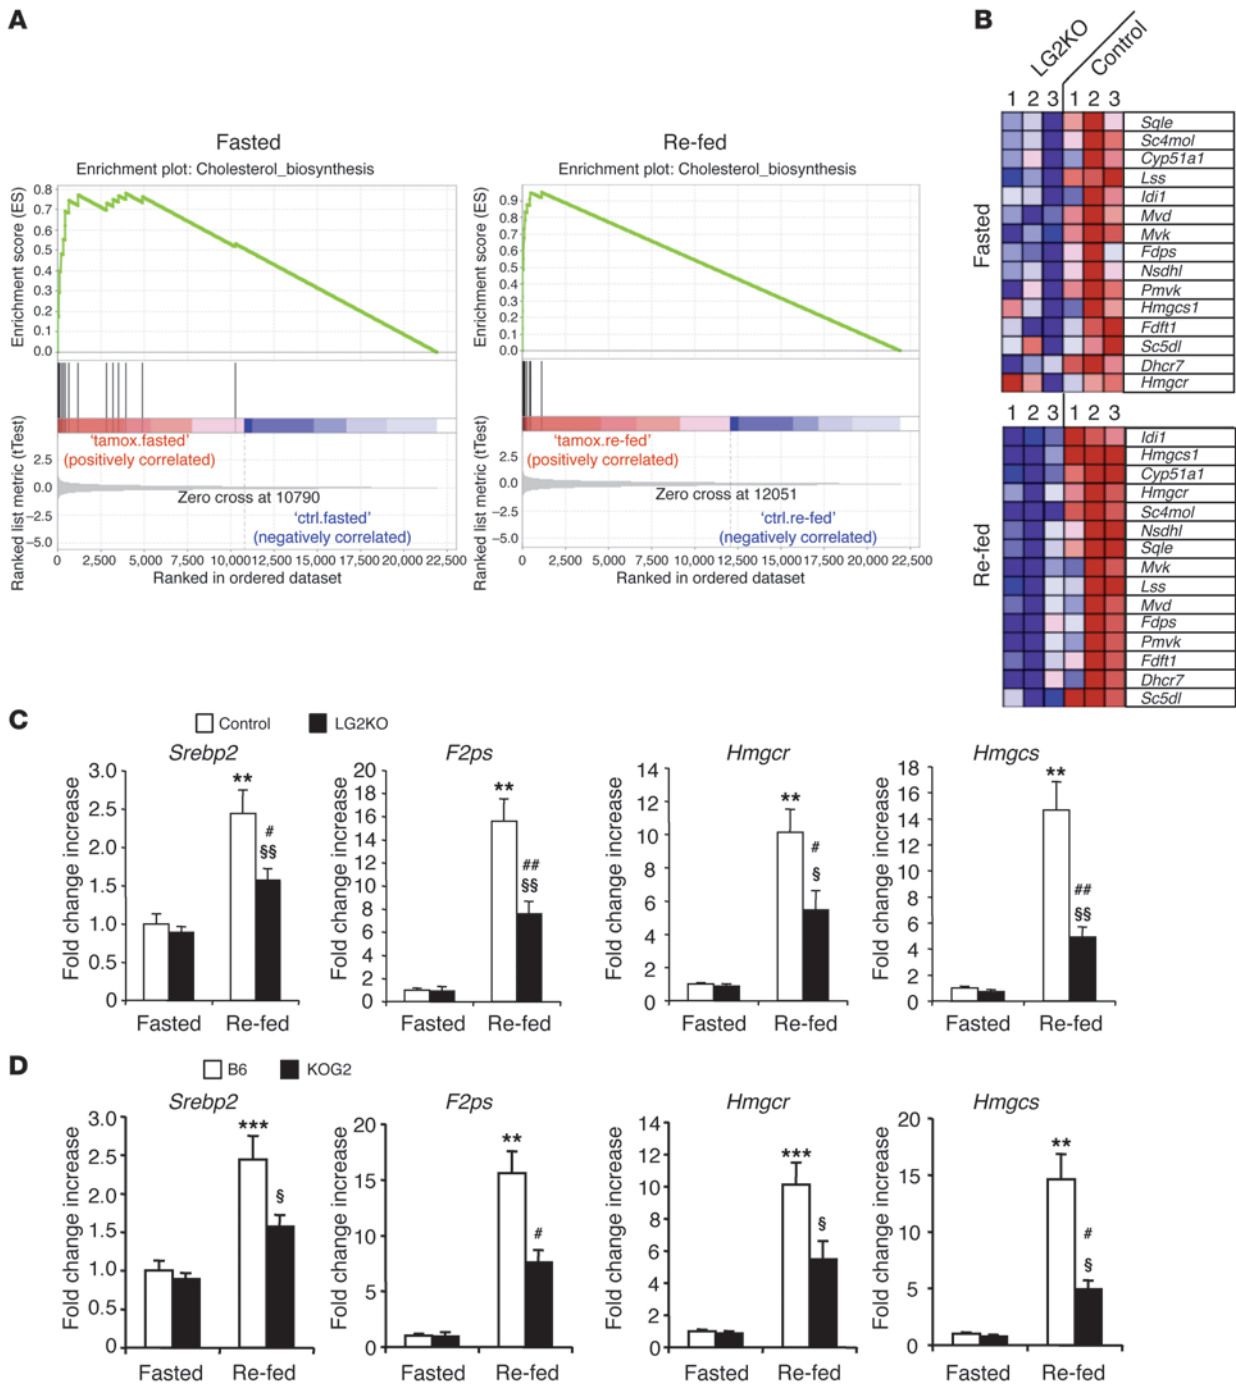 A
Fasted
Enrichment plot: Cholesterol_biosynthesis
Enrichment score (ES)
0.8
0.7
0.6
0.5
0.4
0.3
0.2
0.1
0.0
'tamox.fasted'
(positively correlated)
Ranked list metric (tTest)
2.5
0.0
−2.5
−5.0
Zero cross at 10790
'ctrl.fasted'
(negatively correlated)
0 2,500 5,000 7,500 10,000 12,500 15,000 17,500 20,000 22,500
Ranked in ordered dataset
Re-fed
Enrichment plot: Cholesterol_biosynthesis
Enrichment score (ES)
0.9
0.8
0.7
0.6
0.5
0.4
0.3
0.2
0.1
0.0
'tamox.re-fed'
(positively correlated)
Ranked list metric (tTest)
2.5
0.0
−2.5
−5.0
Zero cross at 12051
'ctrl.re-fed'
(negatively correlated)
0 2,500 5,000 7,500 10,000 12,500 15,000 17,500 20,000 22,500
Ranked in ordered dataset
B
LG2KO Control
1 2 3 1 2 3
Fasted
Sqle
Sc4mol
Cyp51a1
Lss
Idi1
Mvd
Mvk
Fdps
Nsdhl
Pmvk
Hmgcs1
Fdft1
Sc5dl
Dhcr7
Hmgcr
1 2 3 1 2 3
Re-fed
Idi1
Hmgcs1
Cyp51a1
Hmgcr
Sc4mol
Nsdhl
Sqle
Mvk
Lss
Mvd
Fdps
Pmvk
Fdft1
Dhcr7
Sc5dl
C
Control LG2KO
Srebp2
Fold change increase
3.0
2.5
2.0
1.5
1.0
0.5
0
**
#
§§
Fasted Re-fed
F2ps
Fold change increase
20
18
16
14
12
10
8
6
4
2
0
**
##
§§
Fasted Re-fed
Hmgcr
Fold change increase
14
12
10
8
6
4
2
0
**
#
§
Fasted Re-fed
Hmgcs
Fold change increase
18
16
14
12
10
8
6
4
2
0
**
##
§§
Fasted Re-fed
D
B6 KOG2
Srebp2
Fold change increase
3.0
2.5
2.0
1.5
1.0
0.5
0
***
§
Fasted Re-fed
F2ps
Fold change increase
20
15
10
5
0
**
#
Fasted Re-fed
Hmgcr
Fold change increase
14
12
10
8
6
4
2
0
***
§
Fasted Re-fed
Hmgcs
Fold change increase
20
15
10
5
0
**
#
§
Fasted Re-fed